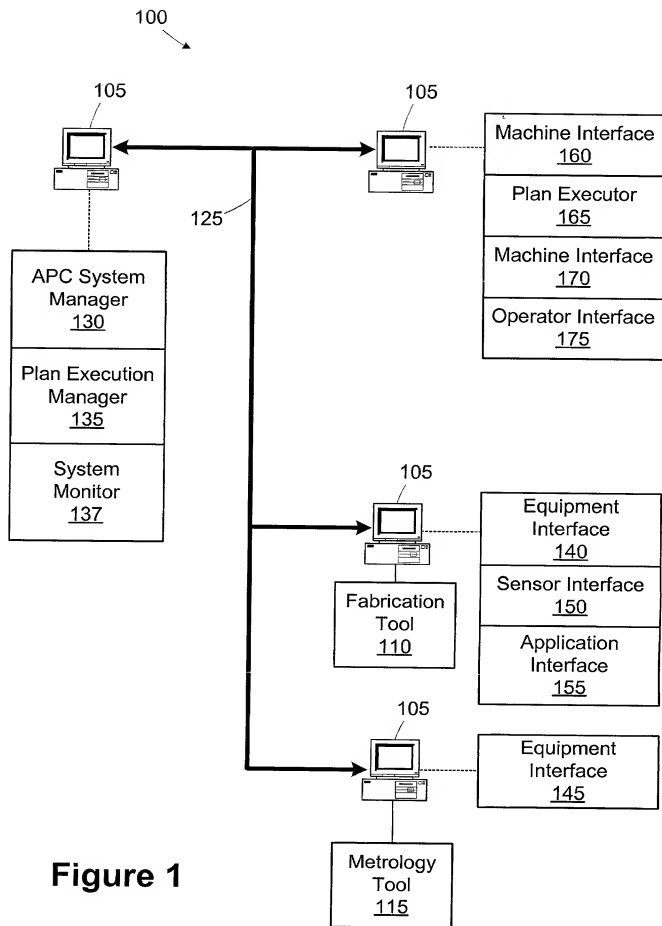 100
105
105
Machine Interface
160
Plan Executor
165
Machine Interface
170
Operator Interface
175
125
APC System
Manager
130
Plan Execution
Manager
135
System
Monitor
137
105
Equipment
Interface
140
Sensor Interface
150
Application
Interface
155
Fabrication
Tool
110
105
Equipment
Interface
145
Metrology
Tool
115
Figure 1